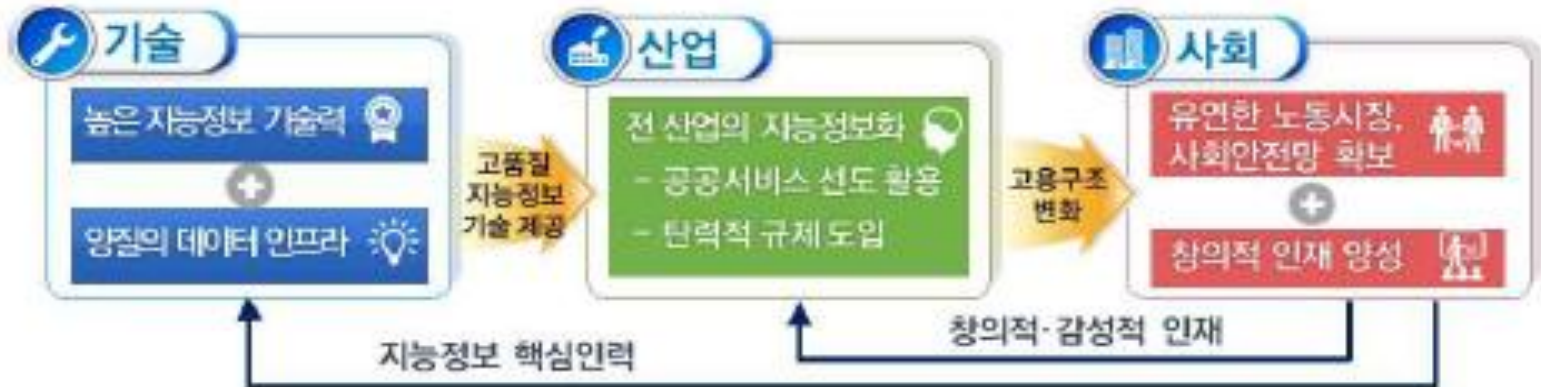 기술
높은 지능정보 기술력
양질의 데이터 인프라
고품질
지능정보
기술 제공
산업
전 산업의 지능정보화
- 공공서비스 선도 활용
- 탄력적 규제 도입
고용구조
변화
사회
유연한 노동시장,
사회안전망 확보
창의적 인재 양성
창의적·감성적 인재
지능정보 핵심인력